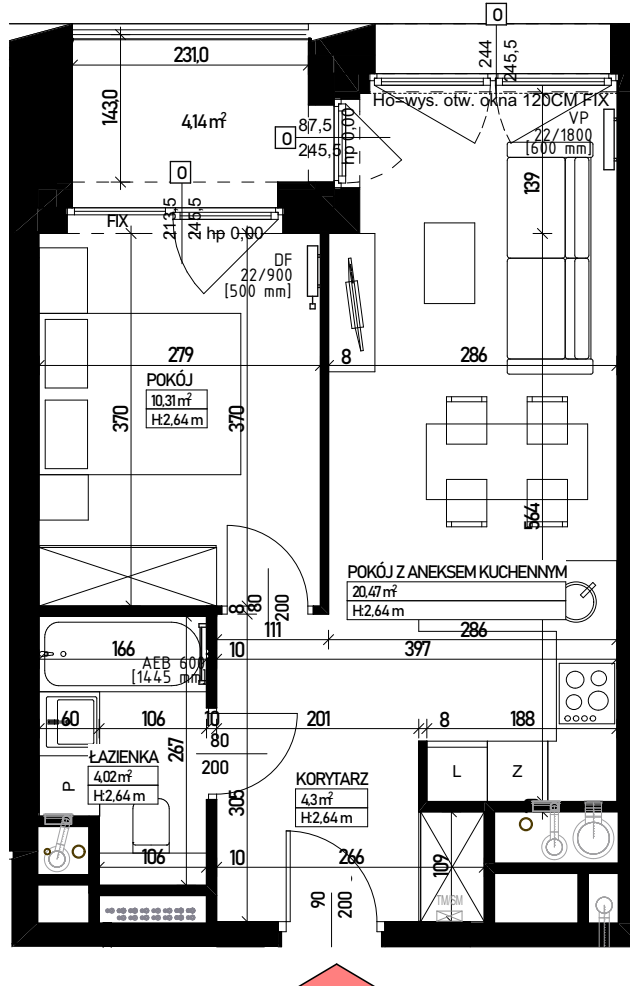 0
231,0
244
245,5
143,0
4,14 m²
Ho=wys. otw. okna 120CM FIX
87,5
245,5
hp 0,00
0
VP
22/1800
[600 mm]
139
0
FIX
213,5
245,5
hp 0,00
DF
22/900
[500 mm]
279
8
286
POKÓJ
10,31 m²
H:2,64 m
370
370
564
POKÓJ Z ANEKSEM KUCHENNYM
20,47 m²
H:2,64 m
8
80
200
111
286
166
10
397
AEB 600
[1445 mm]
60
106
10
201
8
188
80
200
267
ŁAZIENKA
4,02 m²
H:2,64 m
P
305
KORYTARZ
4,3 m²
H:2,64 m
L
Z
106
10
266
109
90
200
TM/SM